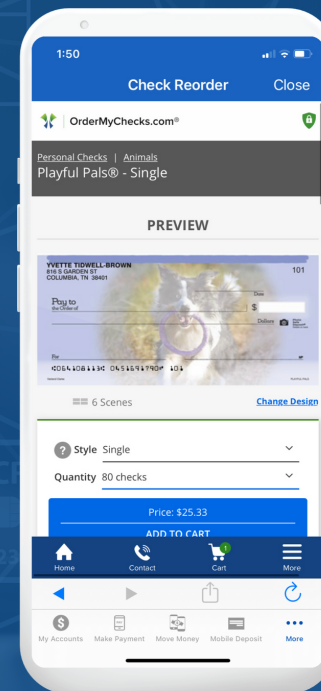 1:50
Check Reorder Close
OrderMyChecks.com®
Personal Checks | Animals
Playful Pals® - Single
PREVIEW
YVETTE TIDWELL-BROWN
816 S GARDEN ST
COLUMBIA, TN 38401
101
Date
Pay to
the Order of
$
Dollars
For
6 Scenes
Change Design
? Style Single
Quantity 80 checks
Price: $25.33
ADD TO CART
1
Home Contact Cart More
My Accounts Make Payment Move Money Mobile Deposit More